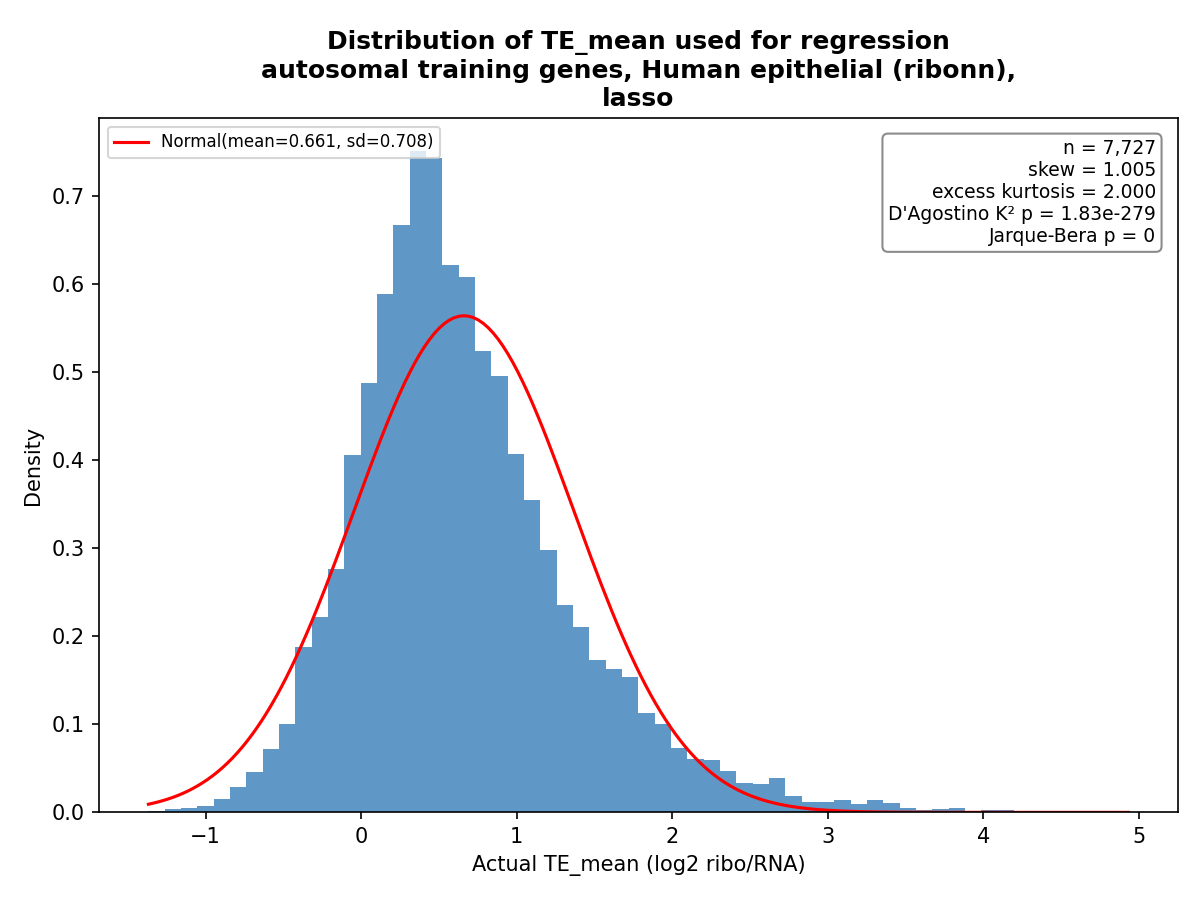 Distribution of TE_mean used for regression
autosomal training genes, Human epithelial (ribonn),
lasso
Normal(mean=0.661, sd=0.708)
n = 7,727
skew = 1.005
excess kurtosis = 2.000
D'Agostino K² p = 1.83e-279
Jarque-Bera p = 0
Density
0.7
0.6
0.5
0.4
0.3
0.2
0.1
0.0
−1 0 1 2 3 4 5
Actual TE_mean (log2 ribo/RNA)